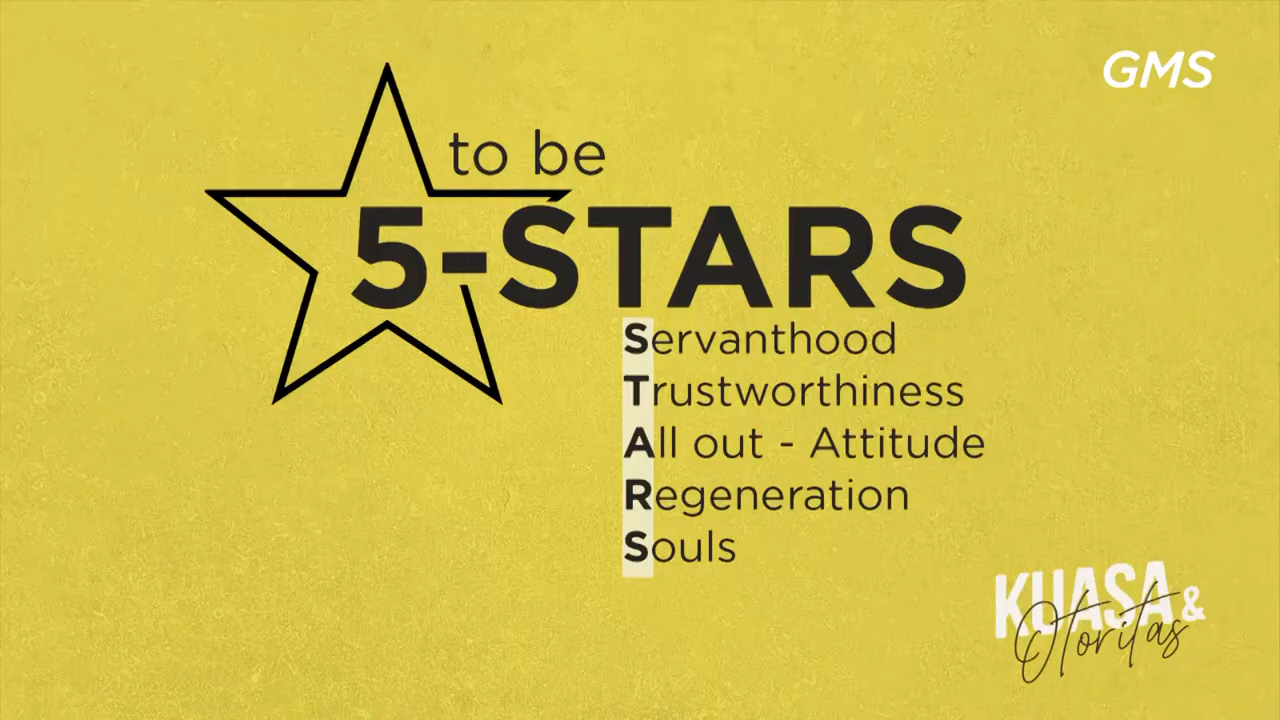 GMS
to be
5-STARS
Servanthood
Trustworthiness
All out - Attitude
Regeneration
Souls
KUASA &
Otoritas